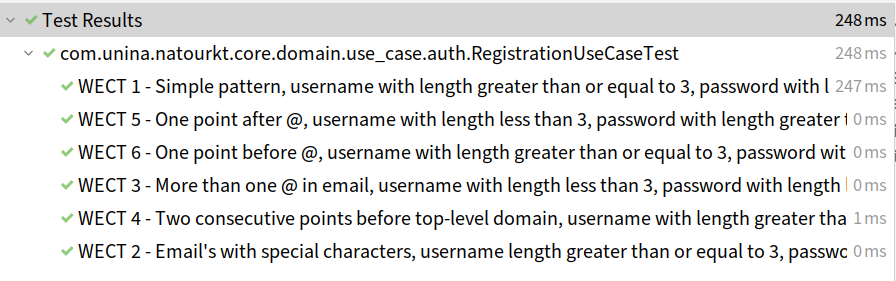 Test Results 248 ms
com.unina.natourkt.core.domain.use_case.auth.RegistrationUseCaseTest 248 ms
WECT 1 - Simple pattern, username with length greater than or equal to 3, password with l 247 ms
WECT 5 - One point after @, username with length less than 3, password with length greater t 0 ms
WECT 6 - One point before @, username with length greater than or equal to 3, password wit 0 ms
WECT 3 - More than one @ in email, username with length less than 3, password with length 0 ms
WECT 4 - Two consecutive points before top-level domain, username with length greater tha 1 ms
WECT 2 - Email's with special characters, username length greater than or equal to 3, passwo 0 ms